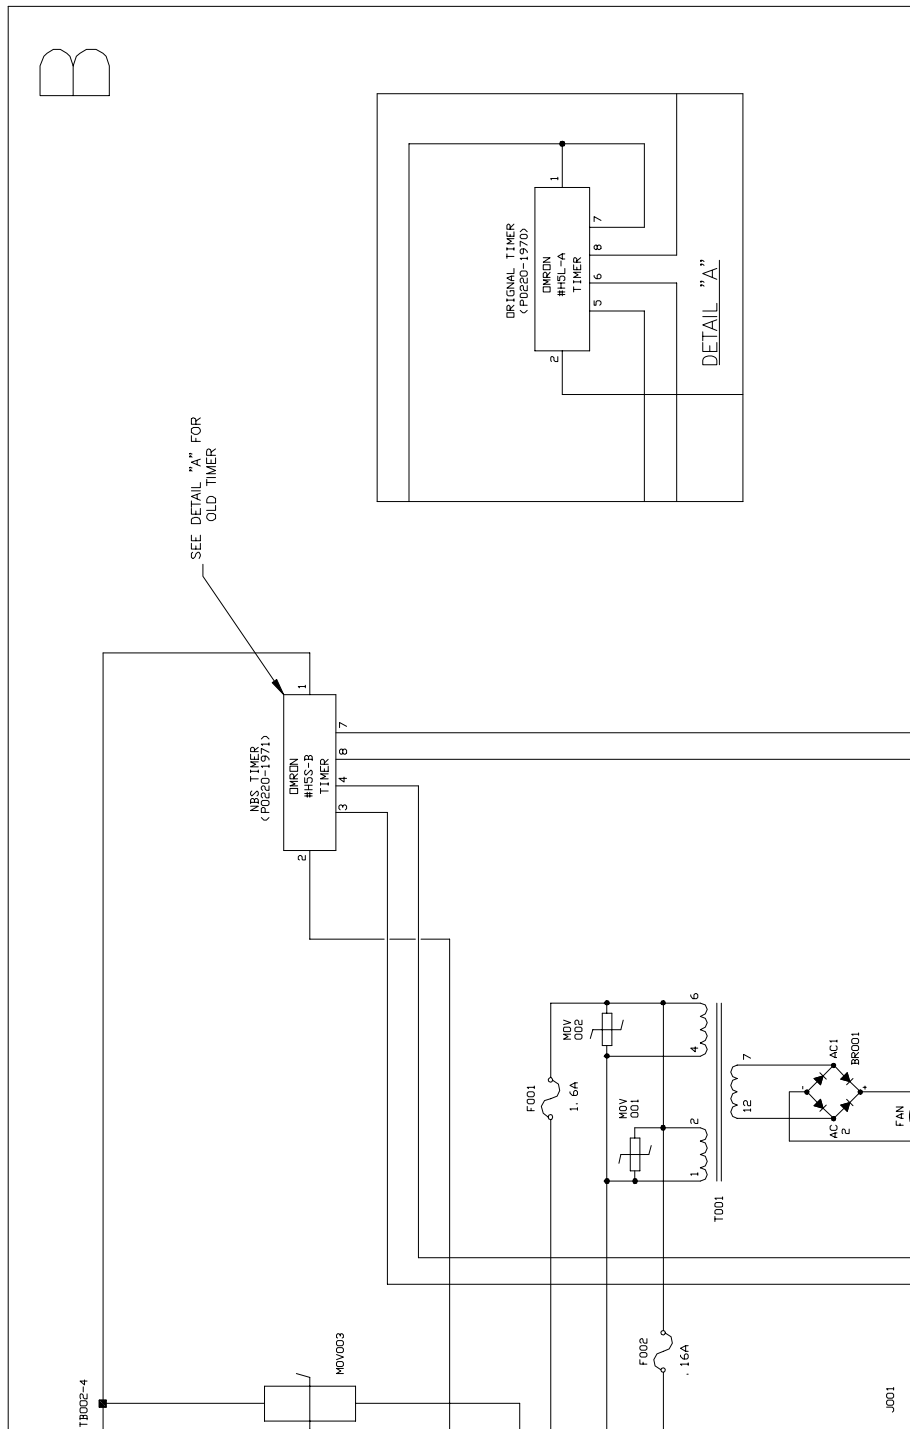 B
ORIGNAL TIMER
(P0220-1970)
OMRON
#H5L-A
TIMER
1
2
7
8
6
5
DETAIL "A"
SEE DETAIL "A" FOR
OLD TIMER
NBS TIMER
(P0220-1971)
OMRON
#H5S-B
TIMER
1
2
7
8
4
3
F001
1.6A
MOV
002
MOV
001
6
4
2
1
T001
7
12
AC1
BR001
-
+
AC
2
FAN
F002
.16A
MOV003
TB002-4
J001